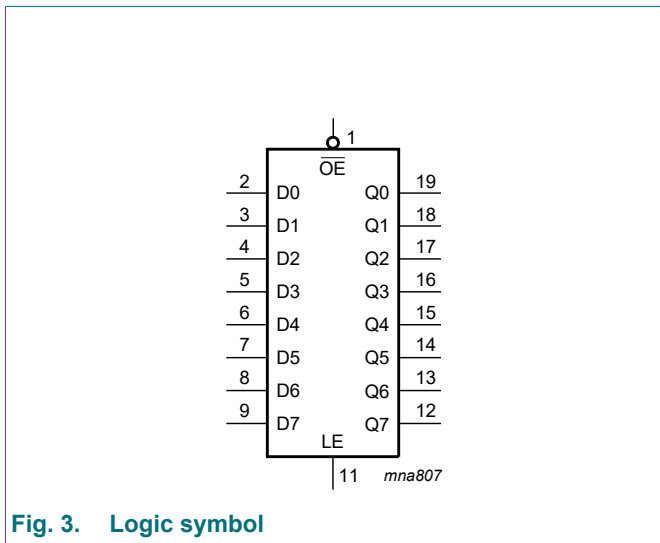 1
OE
2 D0 Q0 19
3 D1 Q1 18
4 D2 Q2 17
5 D3 Q3 16
6 D4 Q4 15
7 D5 Q5 14
8 D6 Q6 13
9 D7 Q7 12
LE
11 mna807
Fig. 3. Logic symbol